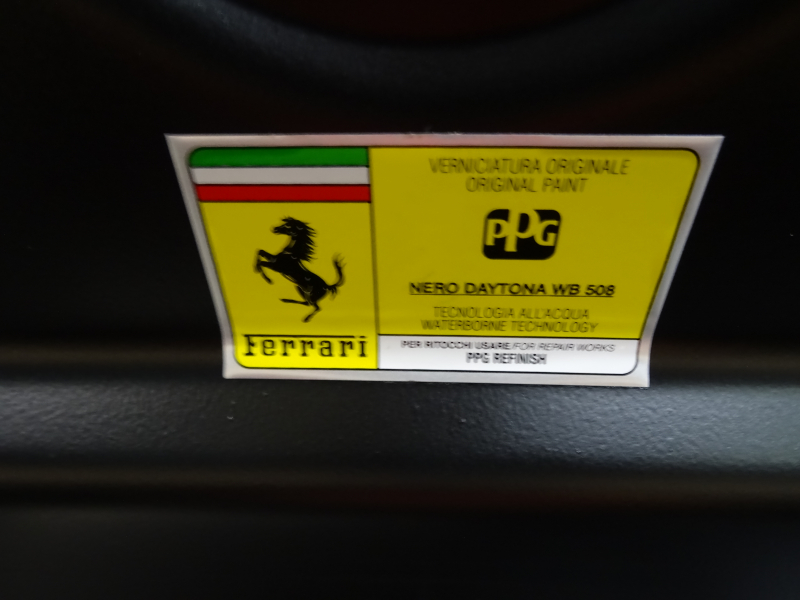 VERNICIATURA ORIGINALE
ORIGINAL PAINT
PPG
NERO DAYTONA WB 508
TECNOLOGIA ALL'ACQUA
WATERBORNE TECHNOLOGY
Ferrari
PER RITOCCHI USARE/FOR REPAIR WORKS
PPG REFINISH